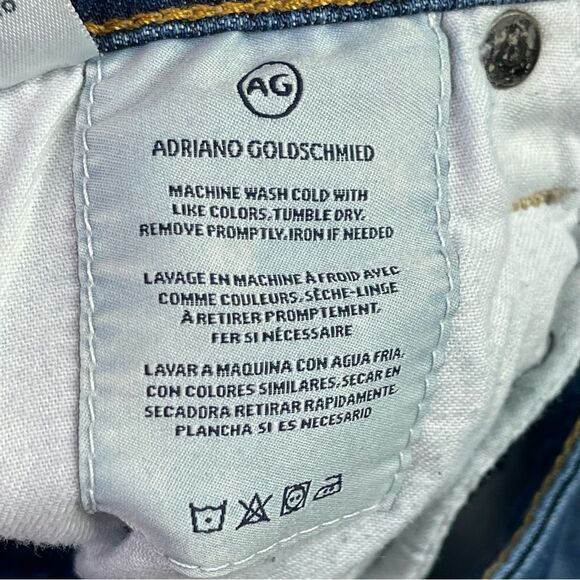 AG
ADRIANO GOLDSCHMIED
MACHINE WASH COLD WITH
LIKE COLORS.TUMBLE DRY.
REMOVE PROMPTLY.IRON IF NEEDED
LAVAGE EN MACHINE À FROID AVEC
COMME COULEURS. SÈCHE-LINGE
À RETIRER PROMPTEMENT.
FER SI NÉCESSAIRE
LAVAR A MAQUINA CON AGUA FRIA.
CON COLORES SIMILARES. SECAR EN
SECADORA RETIRAR RAPIDAMENTE
PLANCHA SI ES NECESARIO